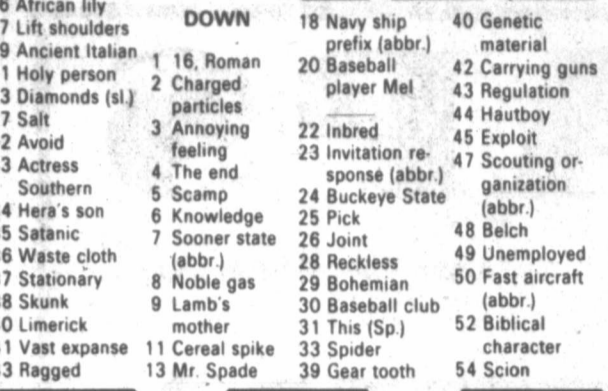 6 African lily
7 Lift shoulders
9 Ancient Italian
1 Holy person
3 Diamonds (sl.)
7 Salt
2 Avoid
3 Actress
Southern
4 Hera's son
5 Satanic
6 Waste cloth
7 Stationary
8 Skunk
0 Limerick
1 Vast expanse
3 Ragged
DOWN
1 16, Roman
2 Charged
particles
3 Annoying
feeling
4 The end
5 Scamp
6 Knowledge
7 Sooner state
(abbr.)
8 Noble gas
9 Lamb's
mother
11 Cereal spike
13 Mr. Spade
18 Navy ship
prefix (abbr.)
20 Baseball
player Mel
22 Inbred
23 Invitation re-
sponse (abbr.)
24 Buckeye State
25 Pick
26 Joint
28 Reckless
29 Bohemian
30 Baseball club
31 This (Sp.)
33 Spider
39 Gear tooth
40 Genetic
material
42 Carrying guns
43 Regulation
44 Hautboy
45 Exploit
47 Scouting or-
ganization
(abbr.)
48 Belch
49 Unemployed
50 Fast aircraft
(abbr.)
52 Biblical
character
54 Scion